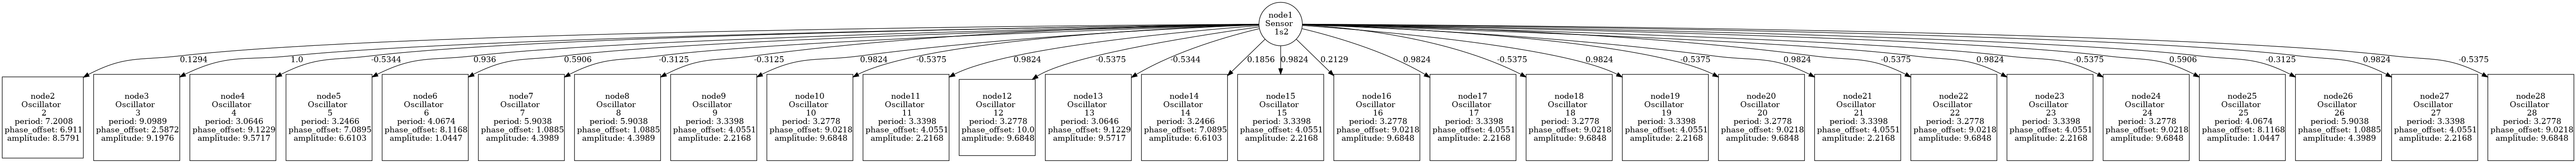 node1
Sensor
1s2
0.1294
1.0
-0.5344
0.936
0.5906
-0.3125
-0.3125
0.9824
-0.5375
0.9824
-0.5375
-0.5344
0.1856
0.9824
0.2129
0.9824
-0.5375
0.9824
-0.5375
0.9824
-0.5375
0.9824
-0.5375
0.5906
-0.3125
0.9824
-0.5375
node2
Oscillator
2
period: 7.2008
phase_offset: 6.911
amplitude: 8.5791
node3
Oscillator
3
period: 9.0989
phase_offset: 2.5872
amplitude: 9.1976
node4
Oscillator
4
period: 3.0646
phase_offset: 9.1229
amplitude: 9.5717
node5
Oscillator
5
period: 3.2466
phase_offset: 7.0895
amplitude: 6.6103
node6
Oscillator
6
period: 4.0674
phase_offset: 8.1168
amplitude: 1.0447
node7
Oscillator
7
period: 5.9038
phase_offset: 1.0885
amplitude: 4.3989
node8
Oscillator
8
period: 5.9038
phase_offset: 1.0885
amplitude: 4.3989
node9
Oscillator
9
period: 3.3398
phase_offset: 4.0551
amplitude: 2.2168
node10
Oscillator
10
period: 3.2778
phase_offset: 9.0218
amplitude: 9.6848
node11
Oscillator
11
period: 3.3398
phase_offset: 4.0551
amplitude: 2.2168
node12
Oscillator
12
period: 3.2778
phase_offset: 10.0
amplitude: 9.6848
node13
Oscillator
13
period: 3.0646
phase_offset: 9.1229
amplitude: 9.5717
node14
Oscillator
14
period: 3.2466
phase_offset: 7.0895
amplitude: 6.6103
node15
Oscillator
15
period: 3.3398
phase_offset: 4.0551
amplitude: 2.2168
node16
Oscillator
16
period: 3.2778
phase_offset: 9.0218
amplitude: 9.6848
node17
Oscillator
17
period: 3.3398
phase_offset: 4.0551
amplitude: 2.2168
node18
Oscillator
18
period: 3.2778
phase_offset: 9.0218
amplitude: 9.6848
node19
Oscillator
19
period: 3.3398
phase_offset: 4.0551
amplitude: 2.2168
node20
Oscillator
20
period: 3.2778
phase_offset: 9.0218
amplitude: 9.6848
node21
Oscillator
21
period: 3.3398
phase_offset: 4.0551
amplitude: 2.2168
node22
Oscillator
22
period: 3.2778
phase_offset: 9.0218
amplitude: 9.6848
node23
Oscillator
23
period: 3.3398
phase_offset: 4.0551
amplitude: 2.2168
node24
Oscillator
24
period: 3.2778
phase_offset: 9.0218
amplitude: 9.6848
node25
Oscillator
25
period: 4.0674
phase_offset: 8.1168
amplitude: 1.0447
node26
Oscillator
26
period: 5.9038
phase_offset: 1.0885
amplitude: 4.3989
node27
Oscillator
27
period: 3.3398
phase_offset: 4.0551
amplitude: 2.2168
node28
Oscillator
28
period: 3.2778
phase_offset: 9.0218
amplitude: 9.6848